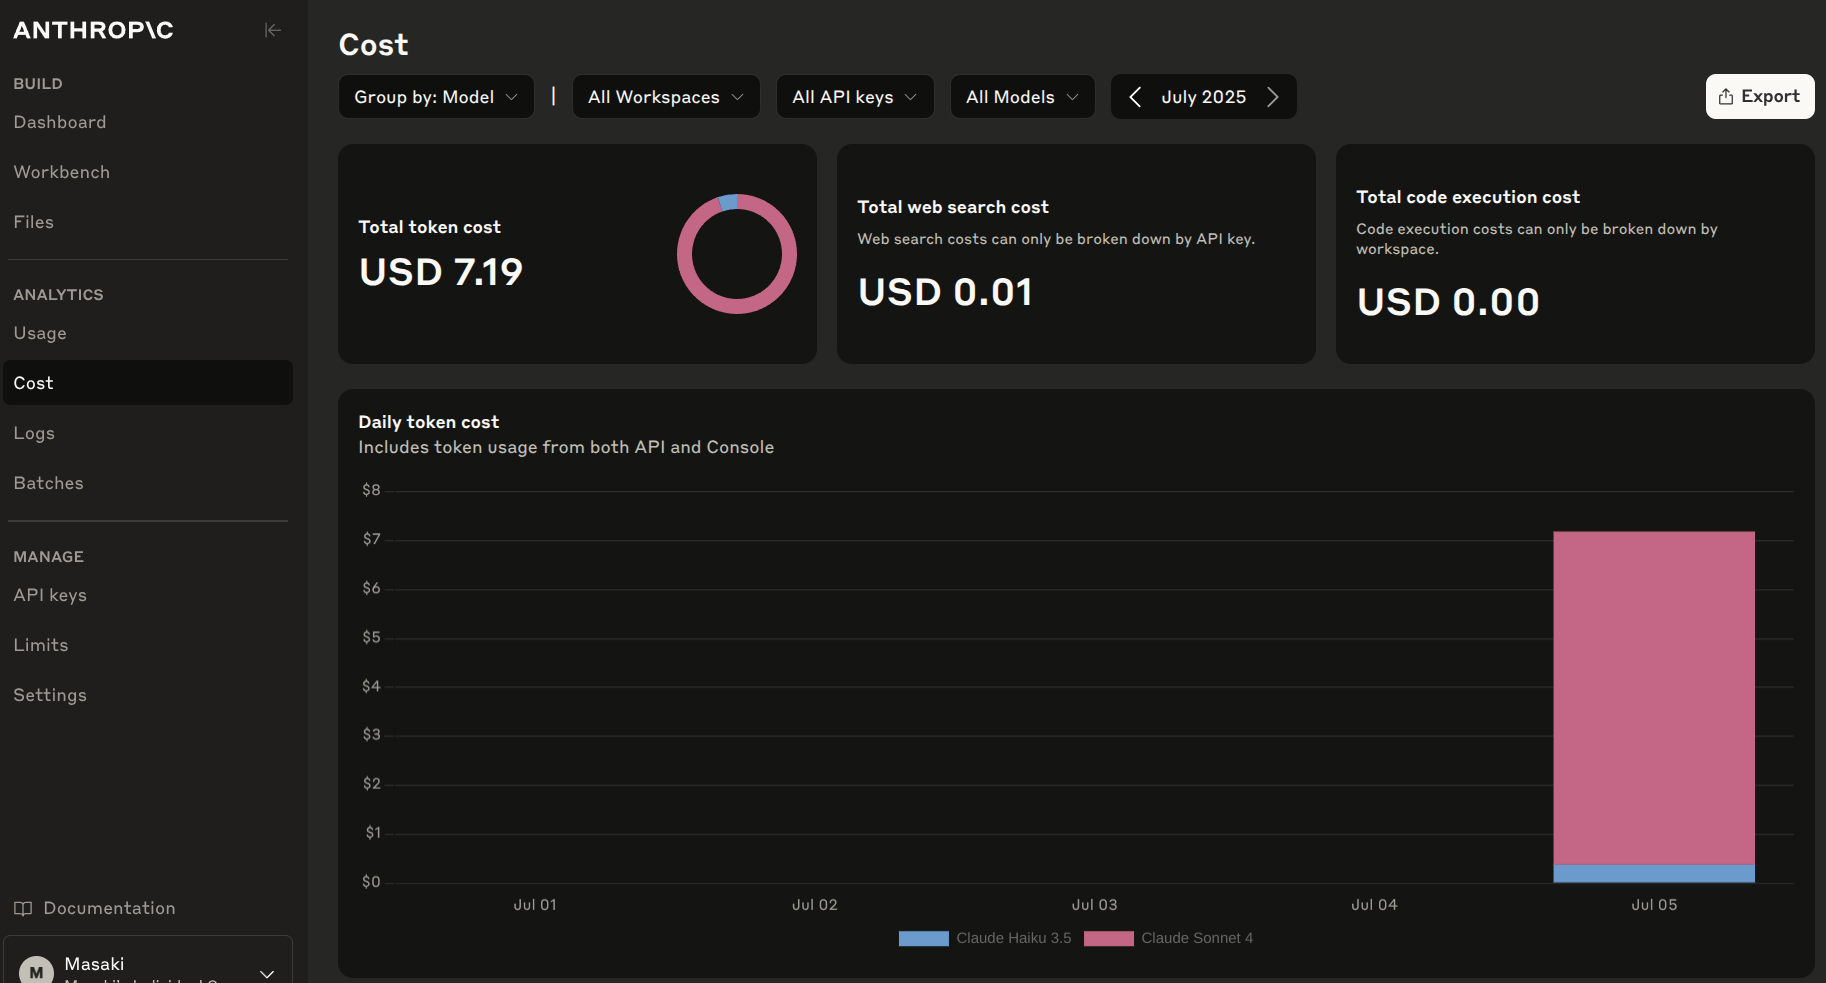 ANTHROP\C
BUILD
Dashboard
Workbench
Files
ANALYTICS
Usage
Cost
Logs
Batches
MANAGE
API keys
Limits
Settings
Documentation
M
Masaki
Cost
Group by: Model
|
All Workspaces
All API keys
All Models
July 2025
Export
Total token cost
USD 7.19
Total web search cost
Web search costs can only be broken down by API key.
USD 0.01
Total code execution cost
Code execution costs can only be broken down by
workspace.
USD 0.00
Daily token cost
Includes token usage from both API and Console
$8
$7
$6
$5
$4
$3
$2
$1
$0
Jul 01
Jul 02
Jul 03
Jul 04
Jul 05
Claude Haiku 3.5
Claude Sonnet 4